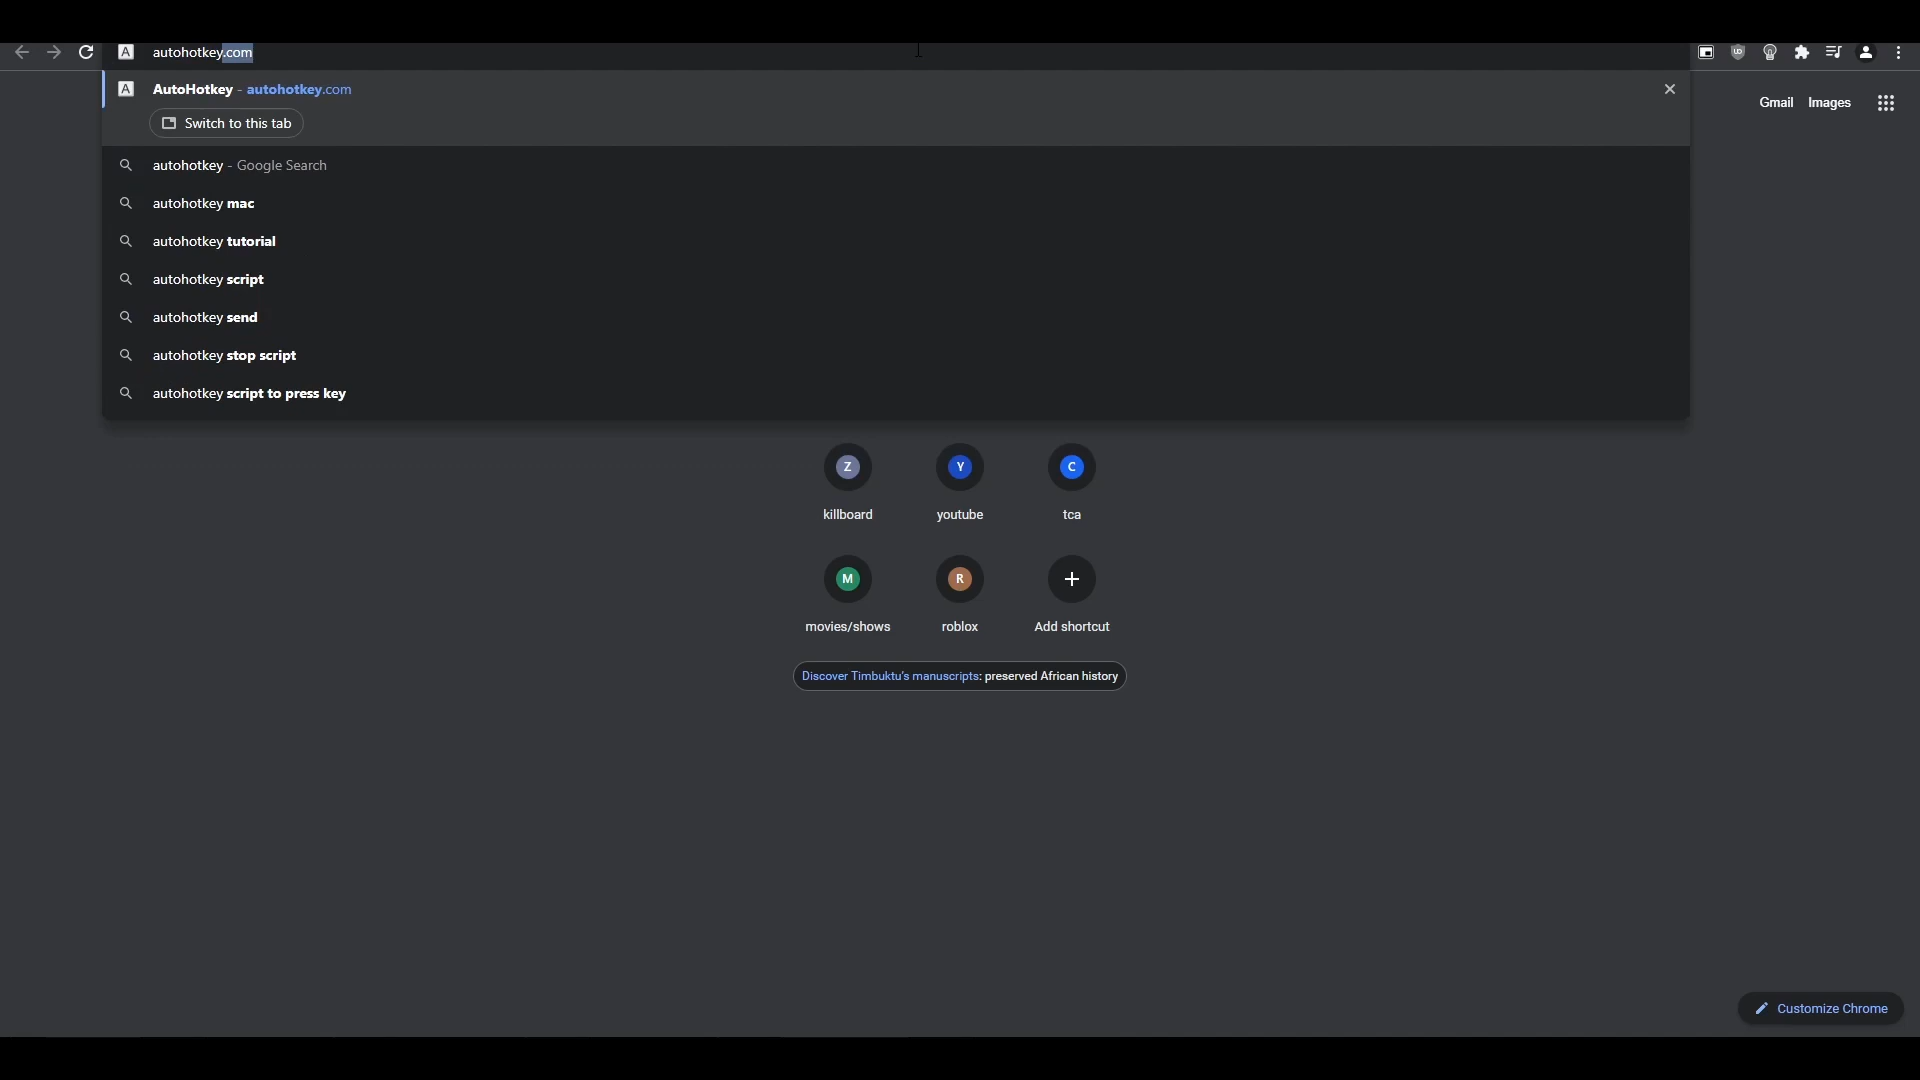 A autohotkey.com
A AutoHotkey - autohotkey.com
Switch to this tab
autohotkey - Google Search
autohotkey mac
autohotkey tutorial
autohotkey script
autohotkey send
autohotkey stop script
autohotkey script to press key
Gmail Images
Z Y C
killboard youtube tca
M R
movies/shows roblox Add shortcut
Discover Timbuktu's manuscripts: preserved African history
Customize Chrome